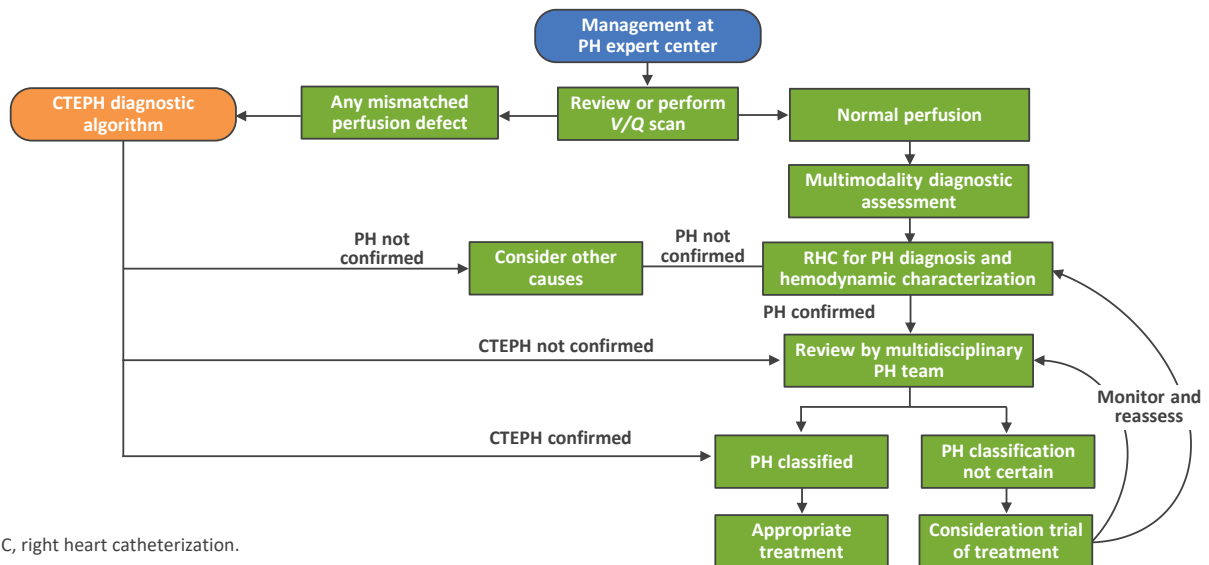 Management at
PH expert center
CTEPH diagnostic
algorithm
Any mismatched
perfusion defect
Review or perform
V/Q scan
Normal perfusion
Multimodality diagnostic
assessment
PH not
confirmed
Consider other
causes
PH not
confirmed
RHC for PH diagnosis and
hemodynamic characterization
PH confirmed
CTEPH not confirmed
Review by multidisciplinary
PH team
Monitor and
reassess
CTEPH confirmed
PH classified
PH classification
not certain
Appropriate
treatment
Consideration trial
of treatment
C, right heart catheterization.